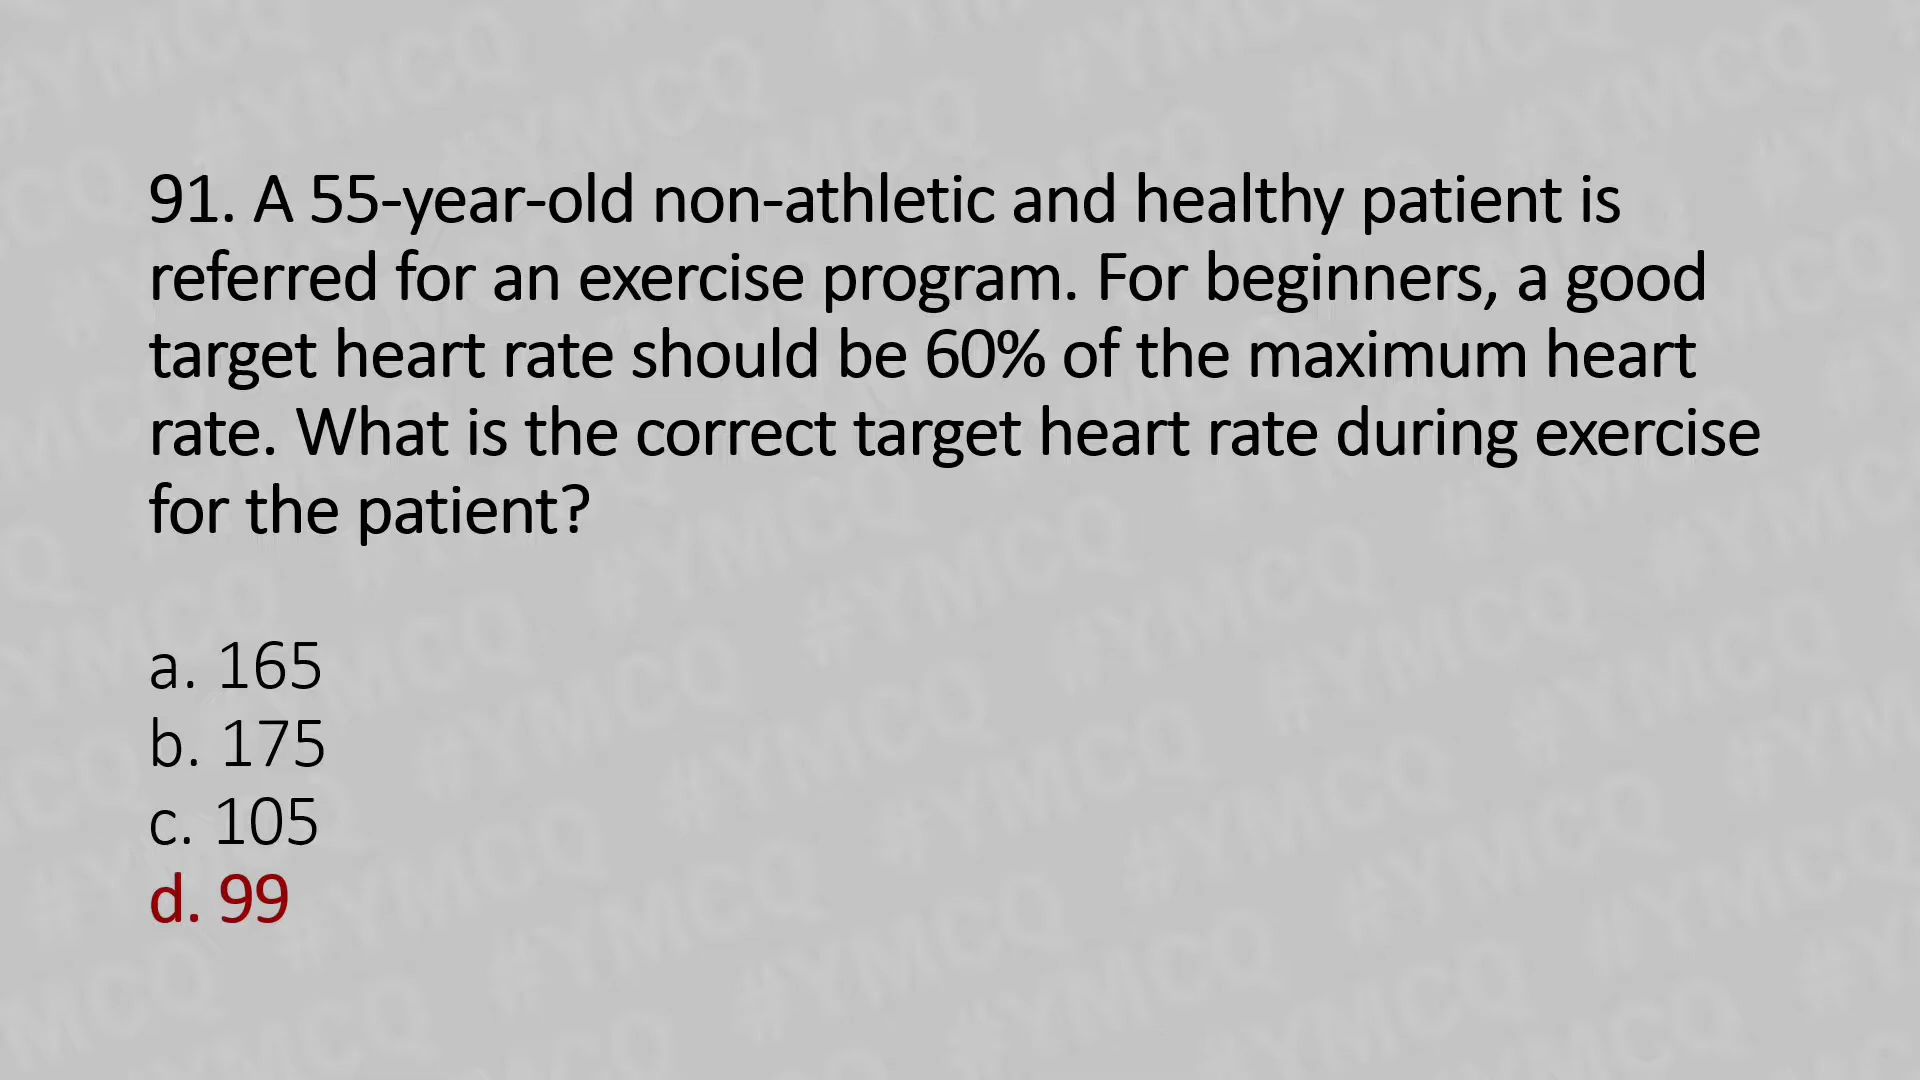 91. A 55-year-old non-athletic and healthy patient is
referred for an exercise program. For beginners, a good
target heart rate should be 60% of the maximum heart
rate. What is the correct target heart rate during exercise
for the patient?
a. 165
b. 175
c. 105
d. 99
#YMCQ